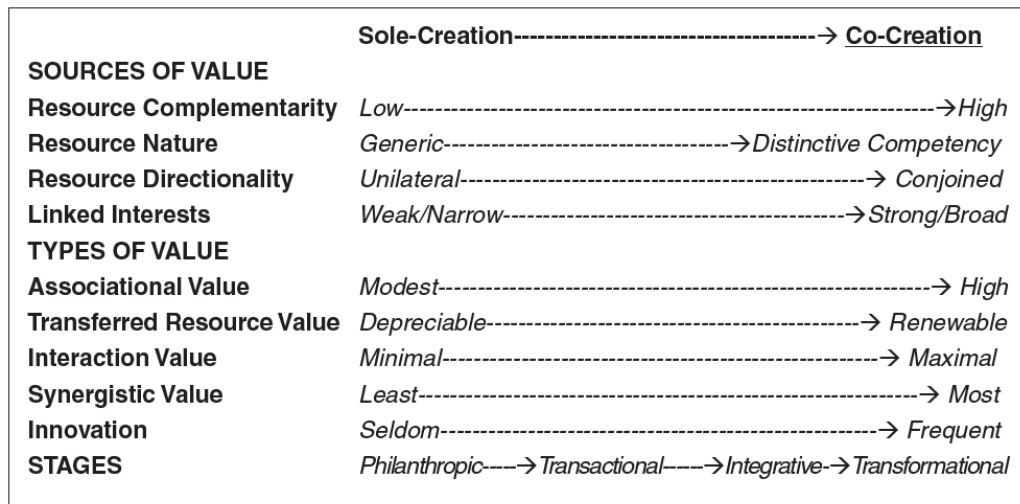 Sole-Creation--------------------------------------→ Co-Creation
SOURCES OF VALUE
Resource Complementarity Low--------------------------------------------------------------------→High
Resource Nature Generic-------------------------------------→Distinctive Competency
Resource Directionality Unilateral----------------------------------------------------→ Conjoined
Linked Interests Weak/Narrow--------------------------------------------→Strong/Broad
TYPES OF VALUE
Associational Value Modest---------------------------------------------------------------→ High
Transferred Resource Value Depreciable------------------------------------------------→ Renewable
Interaction Value Minimal--------------------------------------------------------→ Maximal
Synergistic Value Least----------------------------------------------------------------→ Most
Innovation Seldom--------------------------------------------------------→ Frequent
STAGES Philanthropic-----→Transactional------→Integrative-→Transformational